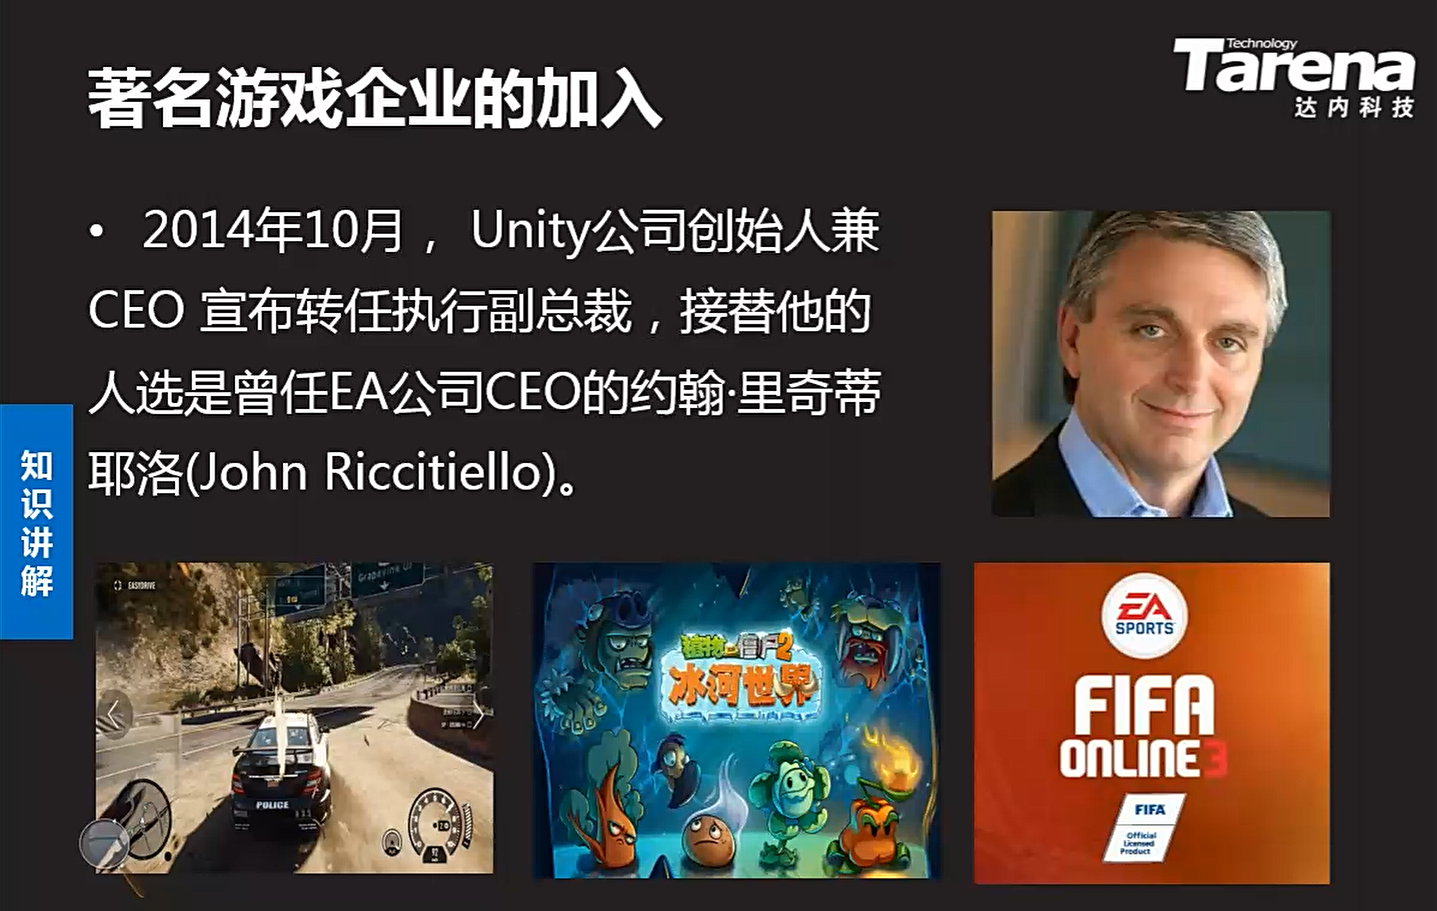 著名游戏企业的加入
Technology
Tarena
达内科技
• 2014年10月， Unity公司创始人兼
CEO 宣布转任执行副总裁，接替他的
人选是曾任EA公司CEO的约翰·里奇蒂
耶洛(John Riccitiello)。
知识讲解
EASYDRIVE
Grapevine
POLICE
植物
僵尸2
冰河世界
EA
SPORTS
FIFA
ONLINE3
FIFA
Official
Licensed
Product